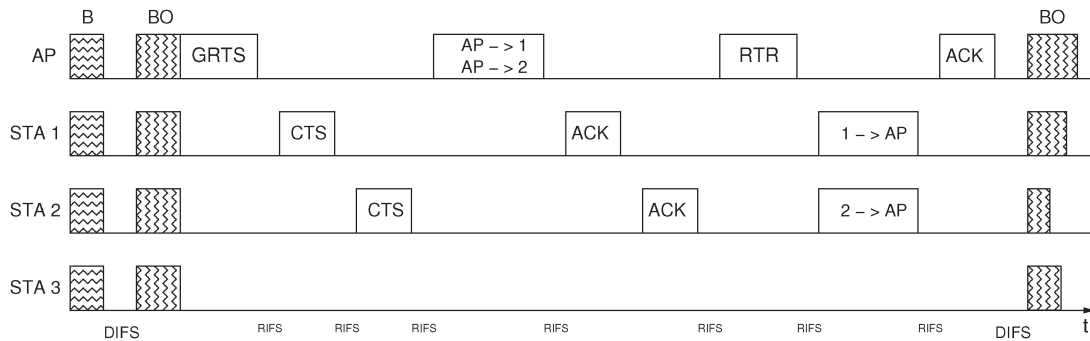 B BO BO
AP GRTS AP – > 1 RTR ACK
AP – > 2
STA 1 CTS ACK 1 – > AP
STA 2 CTS ACK 2 – > AP
STA 3
DIFS RIFS RIFS RIFS RIFS RIFS RIFS RIFS DIFS t